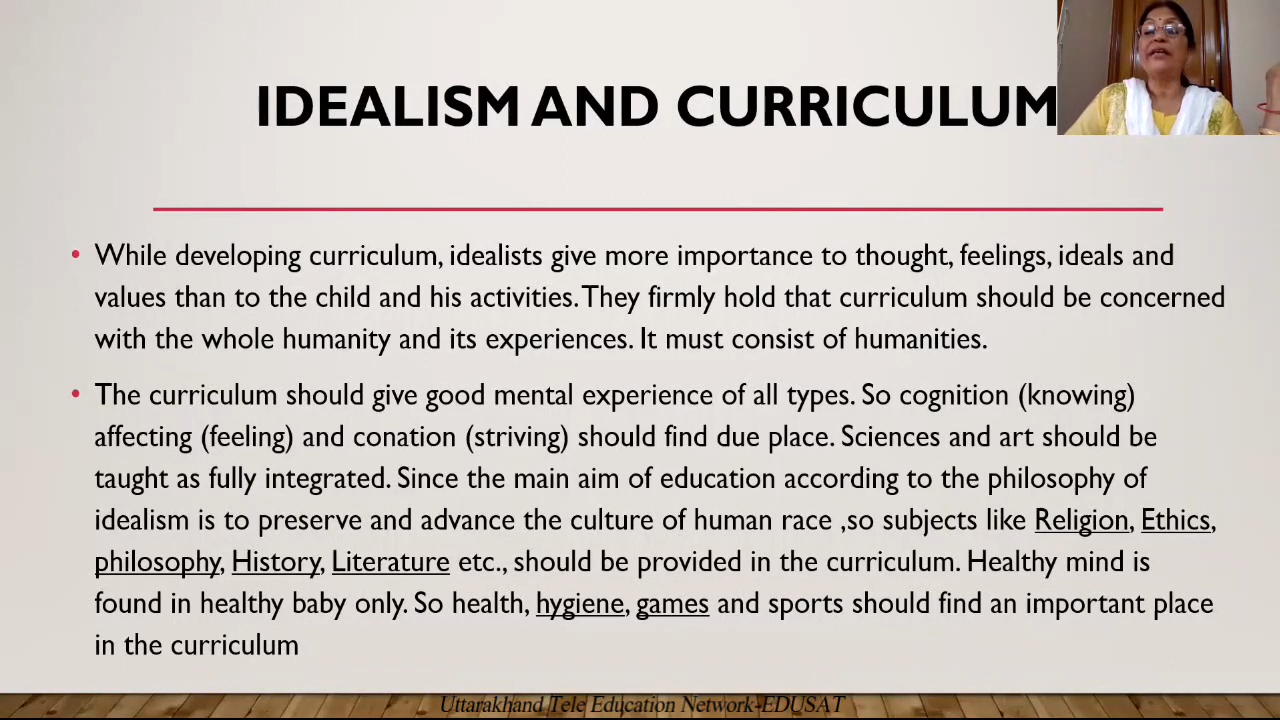 IDEALISM AND CURRICULUM
• While developing curriculum, idealists give more importance to thought, feelings, ideals and
values than to the child and his activities. They firmly hold that curriculum should be concerned
with the whole humanity and its experiences. It must consist of humanities.
• The curriculum should give good mental experience of all types. So cognition (knowing)
affecting (feeling) and conation (striving) should find due place. Sciences and art should be
taught as fully integrated. Since the main aim of education according to the philosophy of
idealism is to preserve and advance the culture of human race ,so subjects like Religion, Ethics,
philosophy, History, Literature etc., should be provided in the curriculum. Healthy mind is
found in healthy baby only. So health, hygiene, games and sports should find an important place
in the curriculum
Uttarakhand Tele Education Network-EDUSAT